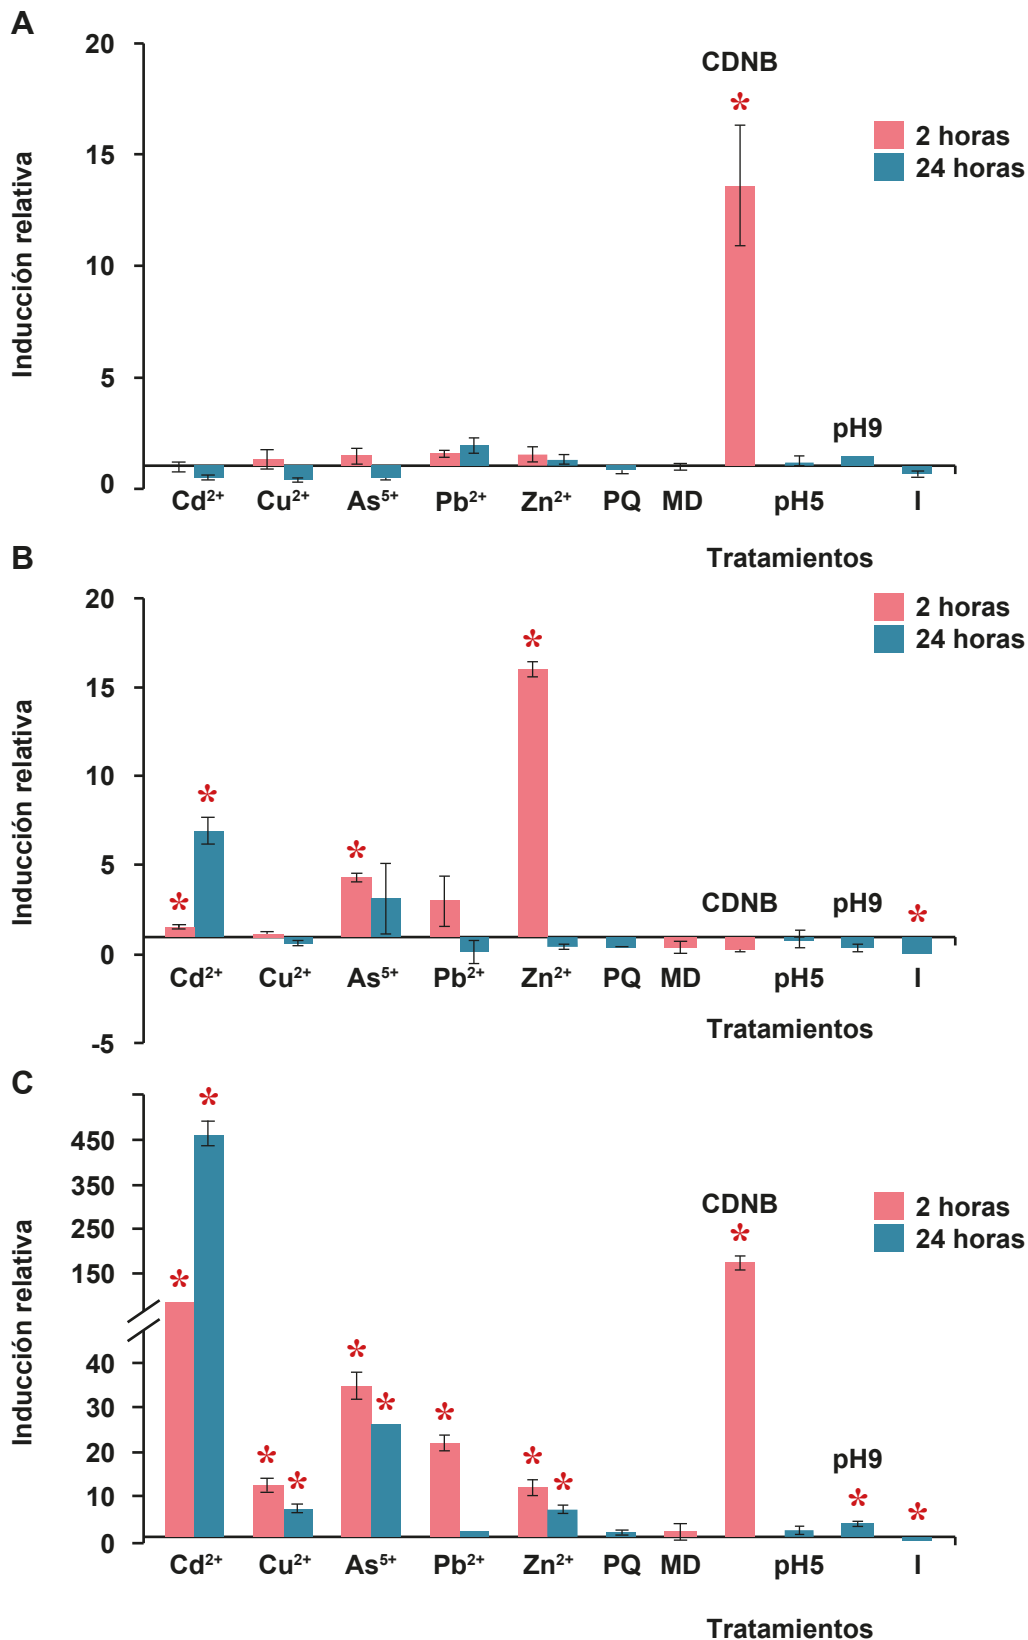 A
20
CDNB
*
2 horas
15
24 horas
Inducción relativa
10
5
pH9
0
Cd²⁺ Cu²⁺ As⁵⁺ Pb²⁺ Zn²⁺ PQ MD pH5 I
Tratamientos
B
20
2 horas
*
24 horas
15
Inducción relativa
10
*
*
5
*
CDNB pH9 *
0
Cd²⁺ Cu²⁺ As⁵⁺ Pb²⁺ Zn²⁺ PQ MD pH5 I
Tratamientos
-5
C
*
450
350
CDNB
2 horas
250
*
24 horas
Inducción relativa
150
*
40
*
30
*
*
20
* * pH9
* * * *
10
0
Cd²⁺ Cu²⁺ As⁵⁺ Pb²⁺ Zn²⁺ PQ MD pH5 I
Tratamientos